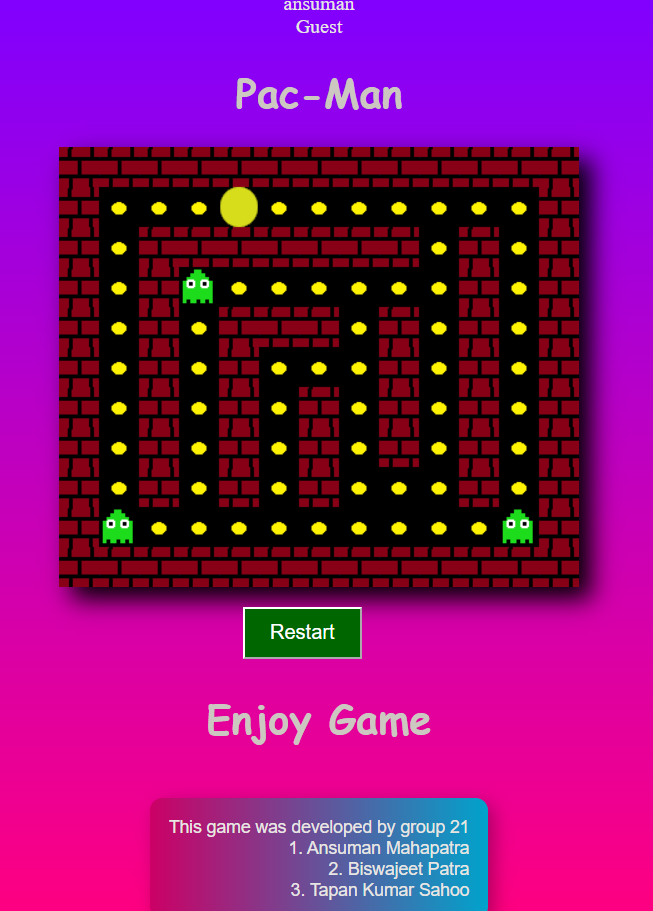 ansuman
Guest
Pac-Man
Restart
Enjoy Game
This game was developed by group 21
1. Ansuman Mahapatra
2. Biswajeet Patra
3. Tapan Kumar Sahoo